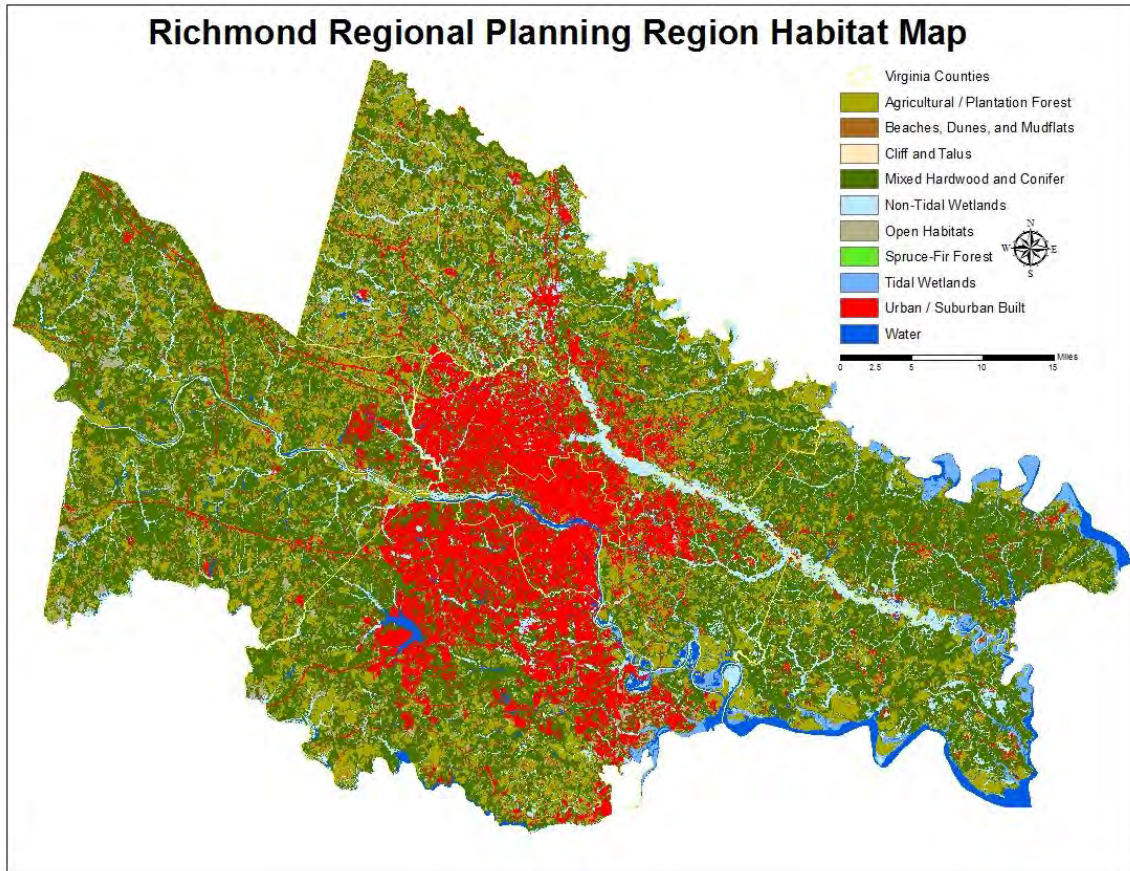 Richmond Regional Planning Region Habitat Map
Virginia Counties
Agricultural / Plantation Forest
Beaches, Dunes, and Mudflats
Cliff and Talus
Mixed Hardwood and Conifer
Non-Tidal Wetlands
Open Habitats
Spruce-Fir Forest
Tidal Wetlands
Urban / Suburban Built
Water
N
W E
S
Miles
0 2.5 5 10 15